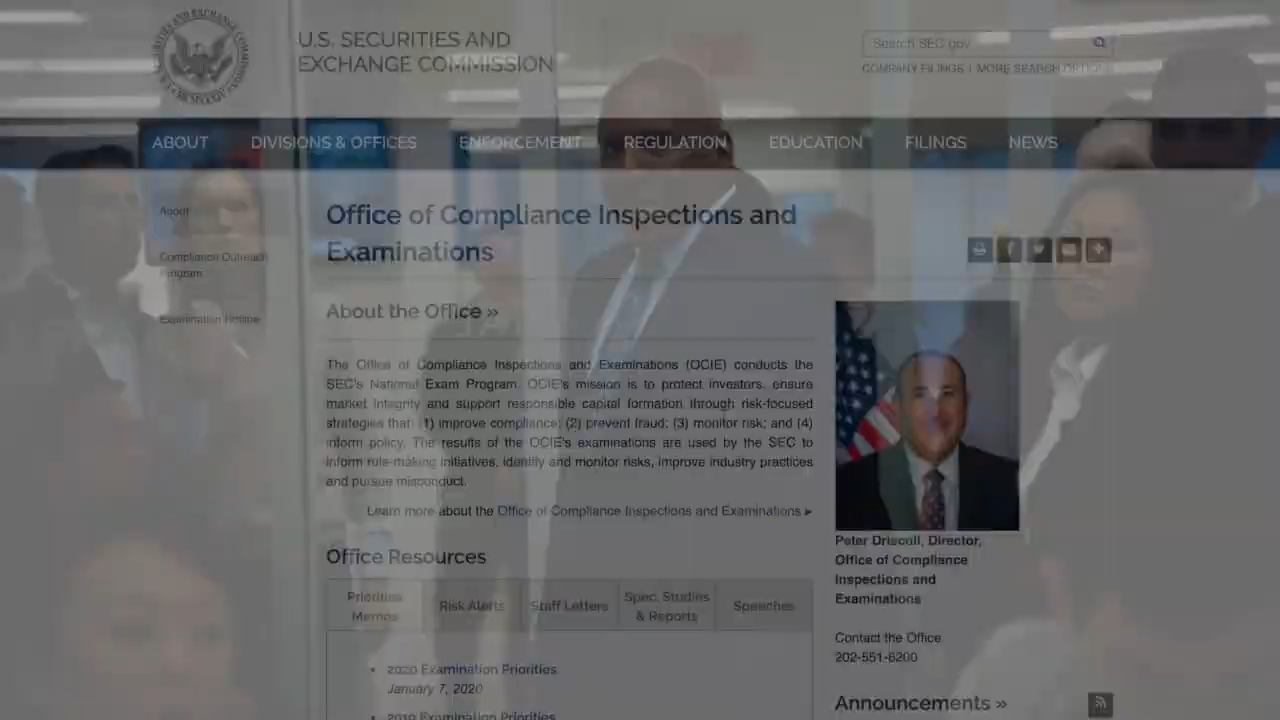 U.S. SECURITIES AND
EXCHANGE COMMISSION
Search SEC.gov
COMPANY FILINGS | MORE SEARCH OPTIONS
ABOUT
DIVISIONS & OFFICES
ENFORCEMENT
REGULATION
EDUCATION
FILINGS
NEWS
About
Compliance Outreach
Program
Examination Hotline
Office of Compliance Inspections and
Examinations
About the Office »
The Office of Compliance Inspections and Examinations (OCIE) conducts the
SEC's National Exam Program. OCIE's mission is to protect investors, ensure
market integrity and support responsible capital formation through risk-focused
strategies that: (1) improve compliance; (2) prevent fraud; (3) monitor risk; and (4)
inform policy. The results of the OCIE's examinations are used by the SEC to
inform rule-making initiatives, identify and monitor risks, improve industry practices
and pursue misconduct.
Learn more about the Office of Compliance Inspections and Examinations ▸
Office Resources
Priorities
Memos
Risk Alerts
Staff Letters
Spec. Studies
& Reports
Speeches
• 2020 Examination Priorities
January 7, 2020
2019 Examination Priorities
Peter Driscoll, Director,
Office of Compliance
Inspections and
Examinations
Contact the Office
202-551-6200
Announcements »